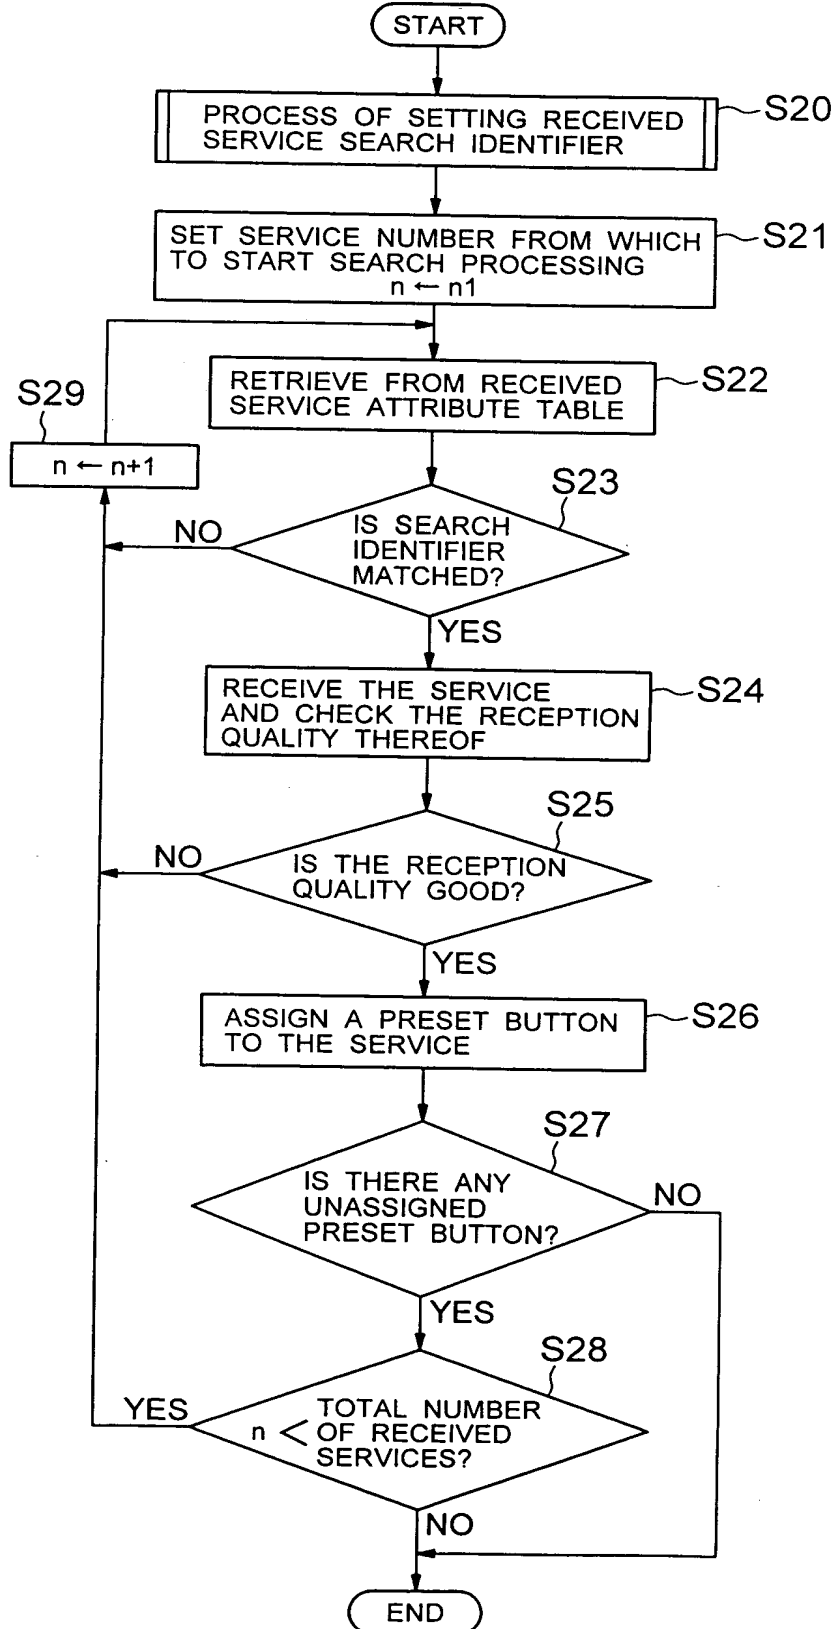 START
PROCESS OF SETTING RECEIVED
SERVICE SEARCH IDENTIFIER
S20
SET SERVICE NUMBER FROM WHICH
TO START SEARCH PROCESSING
n ← n1
S21
RETRIEVE FROM RECEIVED
SERVICE ATTRIBUTE TABLE
S22
S29
n ← n+1
S23
IS SEARCH
IDENTIFIER
MATCHED?
NO
YES
RECEIVE THE SERVICE
AND CHECK THE RECEPTION
QUALITY THEREOF
S24
S25
IS THE RECEPTION
QUALITY GOOD?
NO
YES
ASSIGN A PRESET BUTTON
TO THE SERVICE
S26
S27
IS THERE ANY
UNASSIGNED
PRESET BUTTON?
NO
YES
S28
n < TOTAL NUMBER
OF RECEIVED
SERVICES?
YES
NO
END